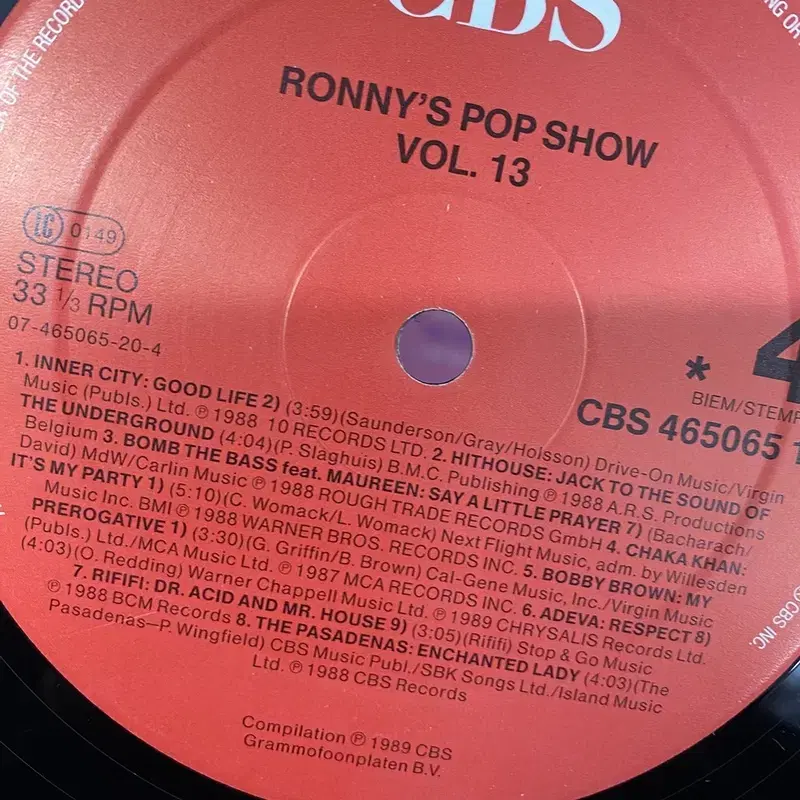 CBS
RONNY'S POP SHOW
VOL. 13
LC 0149
STEREO
33 1/3 RPM
07-465065-20-4
* 4
BIEM/STEMR
CBS 465065 1
1. INNER CITY: GOOD LIFE 2) (3:59)(Saunderson/Gray/Holsson) Drive-On Music/Virgin
Music (Publs.) Ltd. ℗ 1988 10 RECORDS LTD. 2. HITHOUSE: JACK TO THE SOUND OF
THE UNDERGROUND (4:04)(P. Slaghuis) B.M.C. Publishing ℗ 1988 A.R.S. Productions
Belgium 3. BOMB THE BASS feat. MAUREEN: SAY A LITTLE PRAYER 7) (Bacharach/
David) MdW/Carlin Music ℗ 1988 ROUGH TRADE RECORDS GmbH 4. CHAKA KHAN:
IT'S MY PARTY 1) (5:10)(C. Womack/L. Womack) Next Flight Music, adm. by Willesden
Music Inc. BMI ℗ 1988 WARNER BROS. RECORDS INC. 5. BOBBY BROWN: MY
PREROGATIVE 1) (3:30)(G. Griffin/B. Brown) Cal-Gene Music, Inc./Virgin Music
(Publs.) Ltd./MCA Music Ltd. ℗ 1987 MCA RECORDS INC. 6. ADEVA: RESPECT 8)
(4:03)(O. Redding) Warner Chappell Music Ltd. ℗ 1989 CHRYSALIS Records Ltd.
7. RIFIFI: DR. ACID AND MR. HOUSE 9) (3:05)(Rififi) Stop & Go Music
℗ 1988 BCM Records 8. THE PASADENAS: ENCHANTED LADY (4:03)(The
Pasadenas–P. Wingfield) CBS Music Publ./SBK Songs Ltd./Island Music
Ltd. ℗ 1988 CBS Records
Compilation ℗ 1989 CBS
Grammofoonplaten B.V.
OF THE RECORD
NG OR
CBS INC.